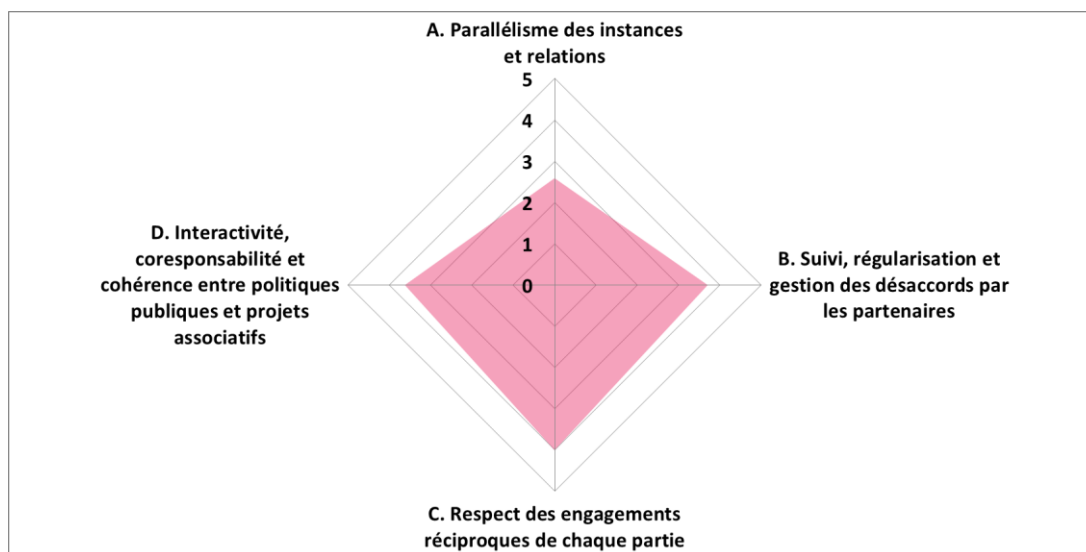 A. Parallélisme des instances
et relations
5
4
3
2
1
0
D. Interactivité,
coresponsabilité et
cohérence entre politiques
publiques et projets
associatifs
B. Suivi, régularisation et
gestion des désaccords par
les partenaires
C. Respect des engagements
réciproques de chaque partie